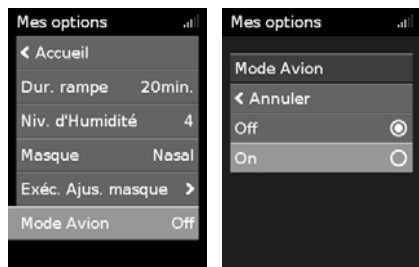 Mes options
< Accueil
Dur. rampe 20min.
Niv. d'Humidité 4
Masque Nasal
Exéc. Ajus. masque >
Mode Avion Off
Mes options
Mode Avion
< Annuler
Off
On